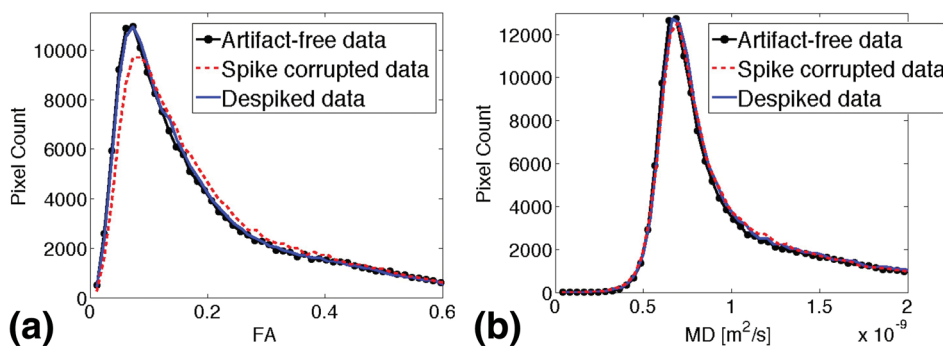 10000
8000
6000
4000
2000
0
Pixel Count
0
0.2
0.4
0.6
FA
Artifact-free data
Spike corrupted data
Despiked data
(a)
12000
10000
8000
6000
4000
2000
0
Pixel Count
0
0.5
1
1.5
2
x 10-9
MD [m²/s]
Artifact-free data
Spike corrupted data
Despiked data
(b)